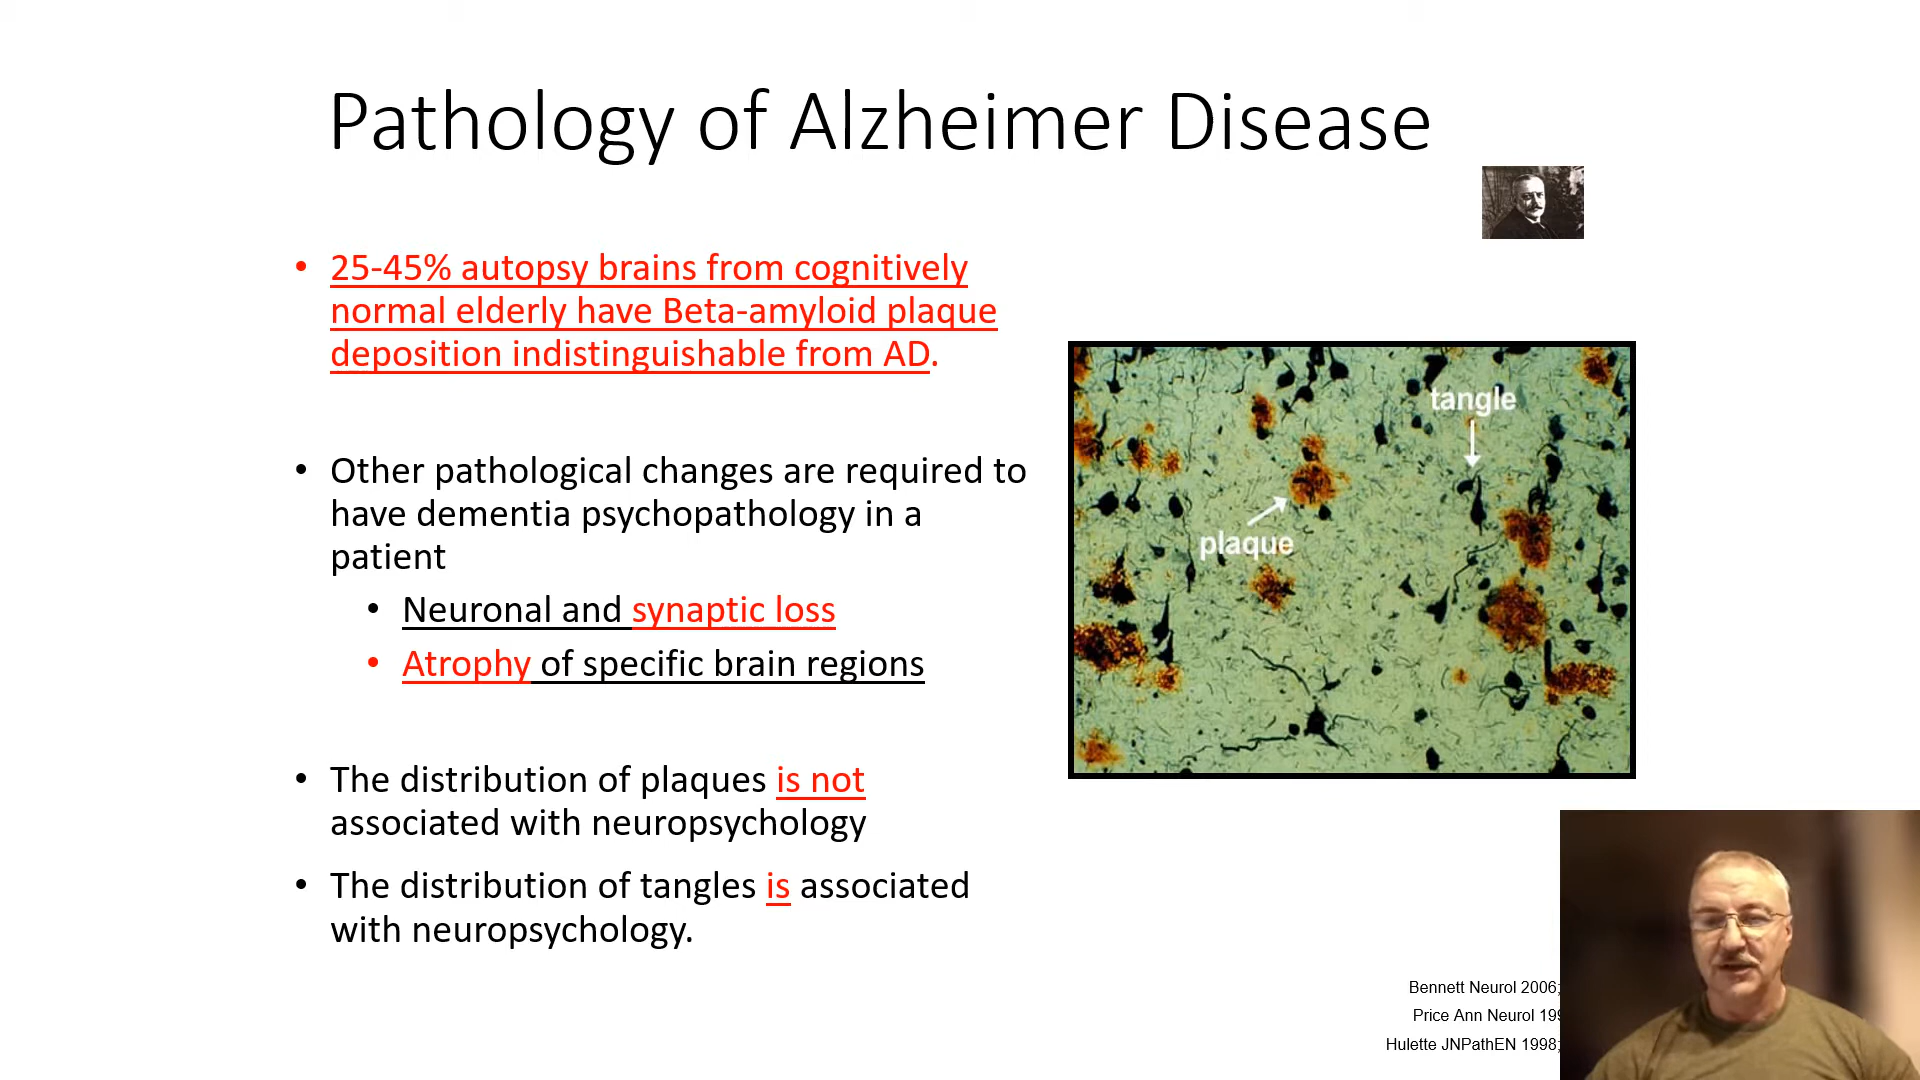 Pathology of Alzheimer Disease
• 25-45% autopsy brains from cognitively
normal elderly have Beta-amyloid plaque
deposition indistinguishable from AD.
• Other pathological changes are required to
have dementia psychopathology in a
patient
• Neuronal and synaptic loss
• Atrophy of specific brain regions
• The distribution of plaques is not
associated with neuropsychology
• The distribution of tangles is associated
with neuropsychology.
tangle
plaque
Bennett Neurol 2006;
Price Ann Neurol
Hulette JNPathEN 1998;